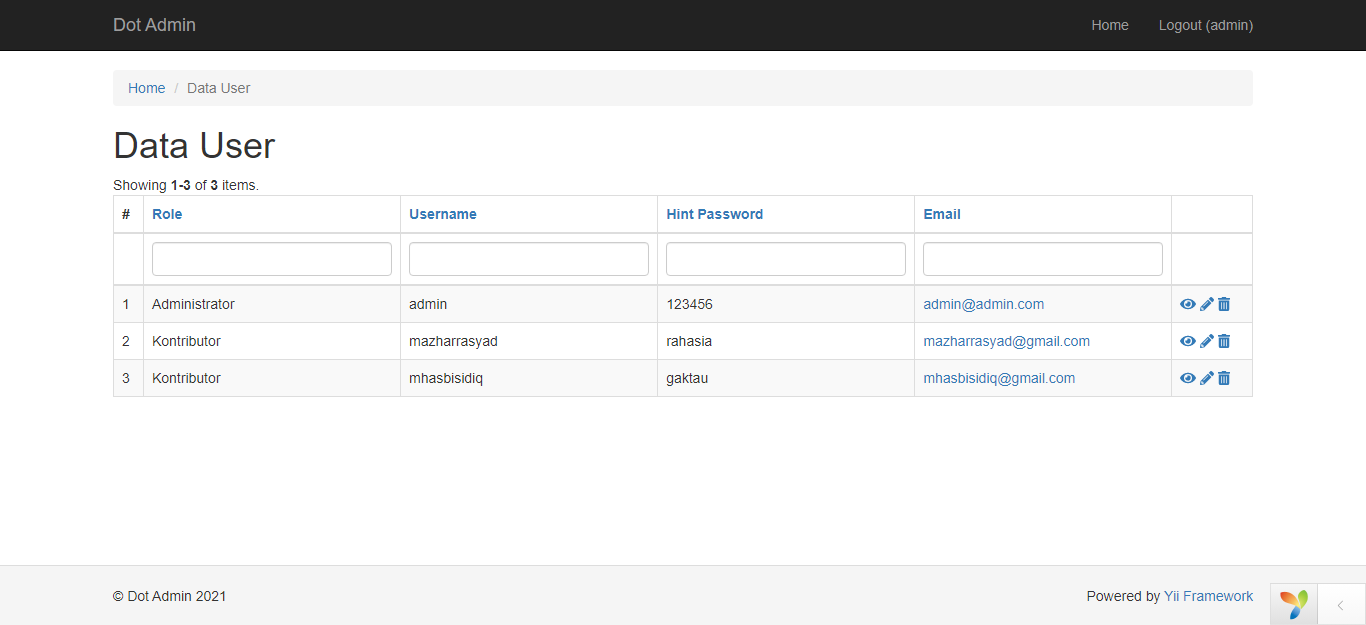 Dot Admin Home Logout (admin)
Home / Data User
Data User
Showing 1-3 of 3 items.
# Role Username Hint Password Email
1 Administrator admin 123456 admin@admin.com
2 Kontributor mazharrasyad rahasia mazharrasyad@gmail.com
3 Kontributor mhasbisidiq gaktau mhasbisidiq@gmail.com
© Dot Admin 2021 Powered by Yii Framework